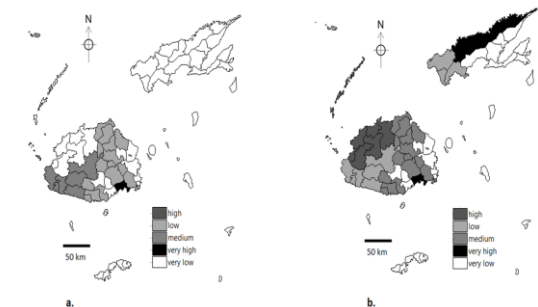 N
high
low
medium
very high
very low
50 km
a.
N
high
low
medium
very high
very low
50 km
b.